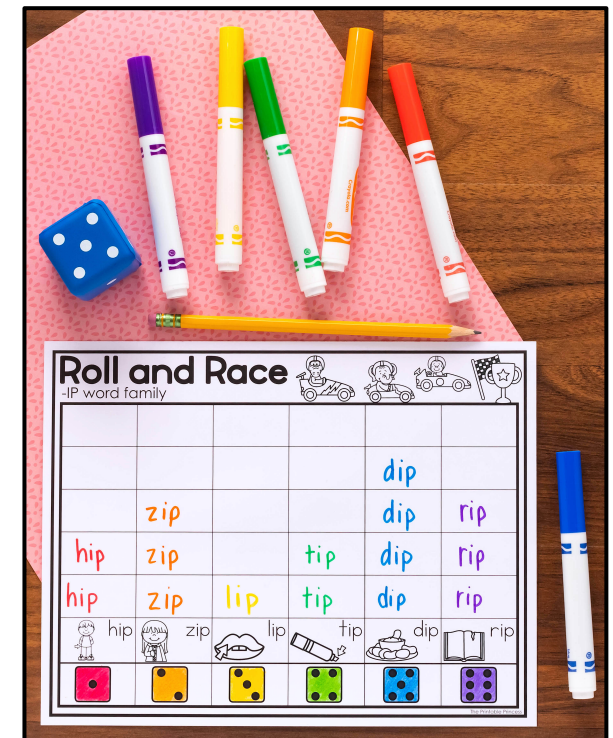 Roll and Race
-IP word family
dip
zip dip rip
hip zip tip dip rip
hip zip lip tip dip rip
hip zip lip tip dip rip
The Printable Princess